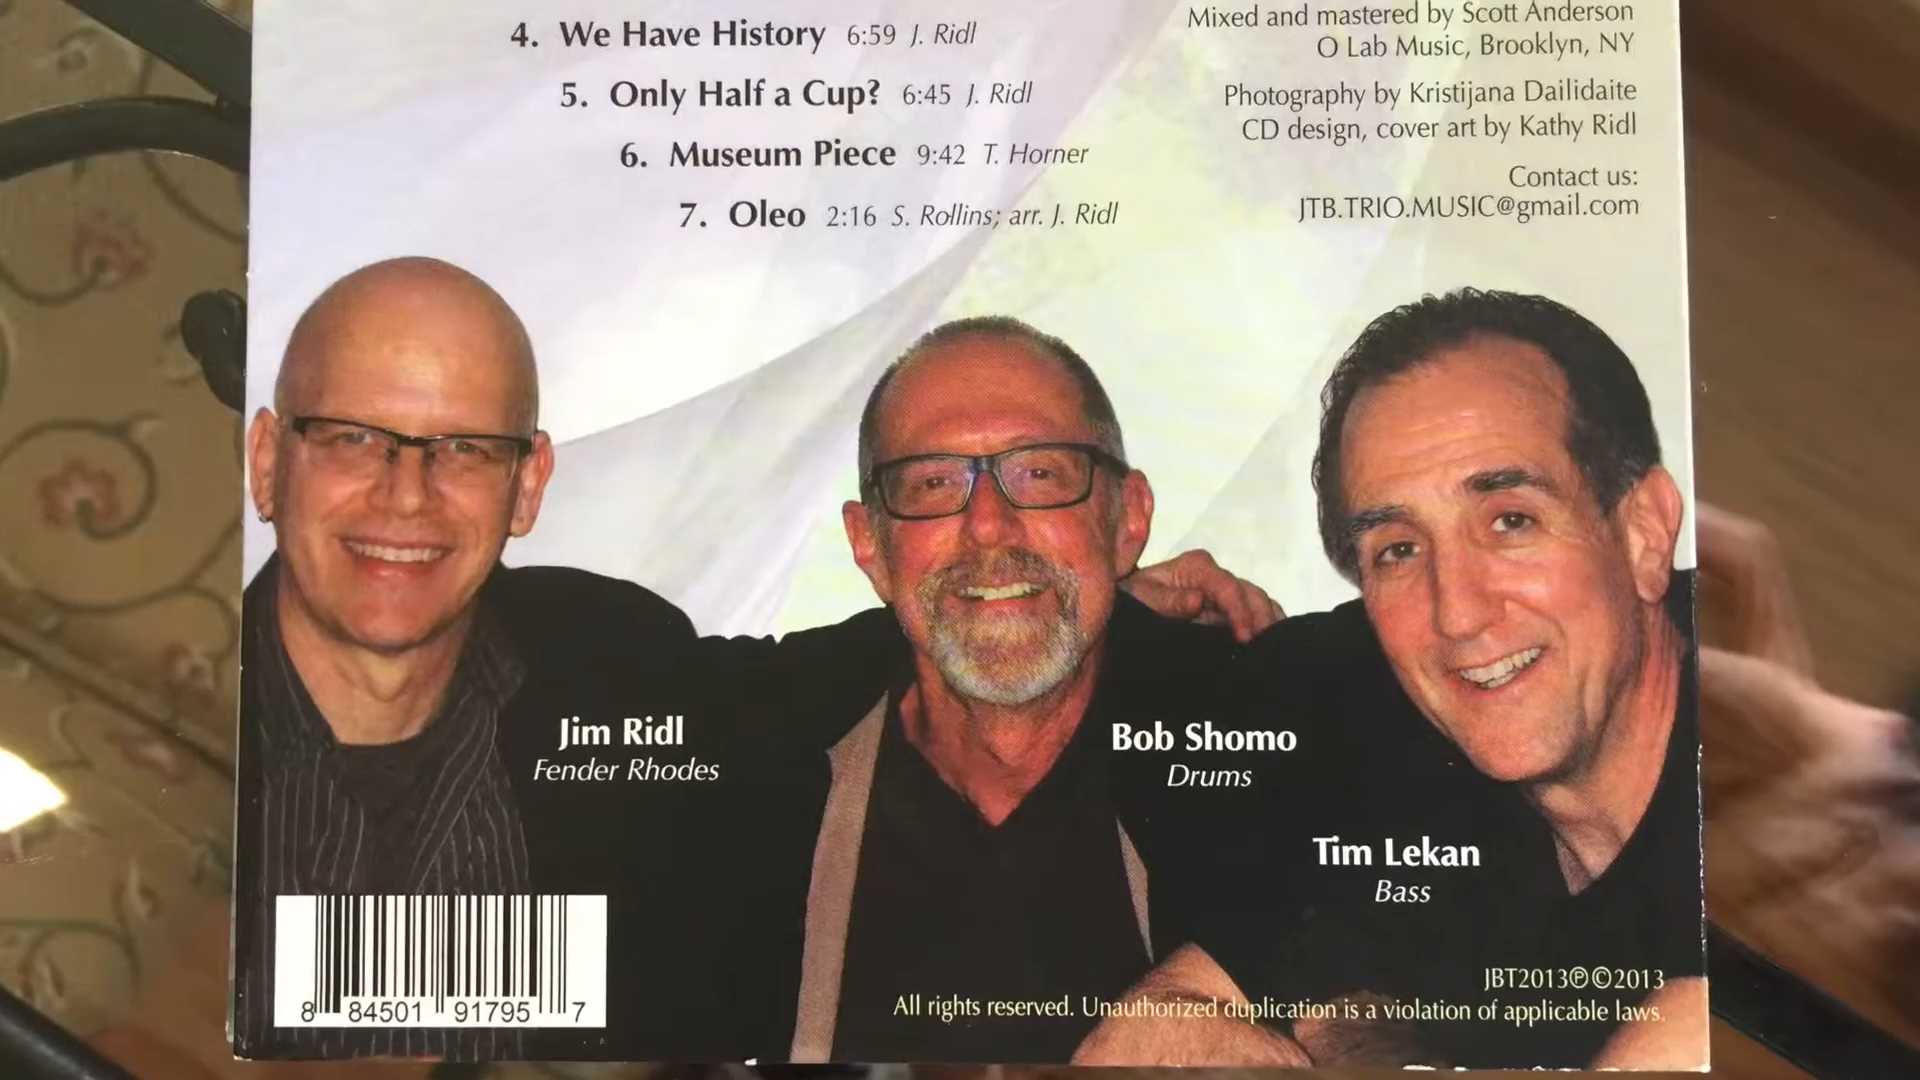 4. We Have History 6:59 J. Ridl
5. Only Half a Cup? 6:45 J. Ridl
6. Museum Piece 9:42 T. Horner
7. Oleo 2:16 S. Rollins; arr. J. Ridl
Mixed and mastered by Scott Anderson
O Lab Music, Brooklyn, NY
Photography by Kristijana Dailidaite
CD design, cover art by Kathy Ridl
Contact us:
JTB.TRIO.MUSIC@gmail.com
Jim Ridl
Fender Rhodes
Bob Shomo
Drums
Tim Lekan
Bass
8 84501 91795 7
JBT2013℗©2013
All rights reserved. Unauthorized duplication is a violation of applicable laws.